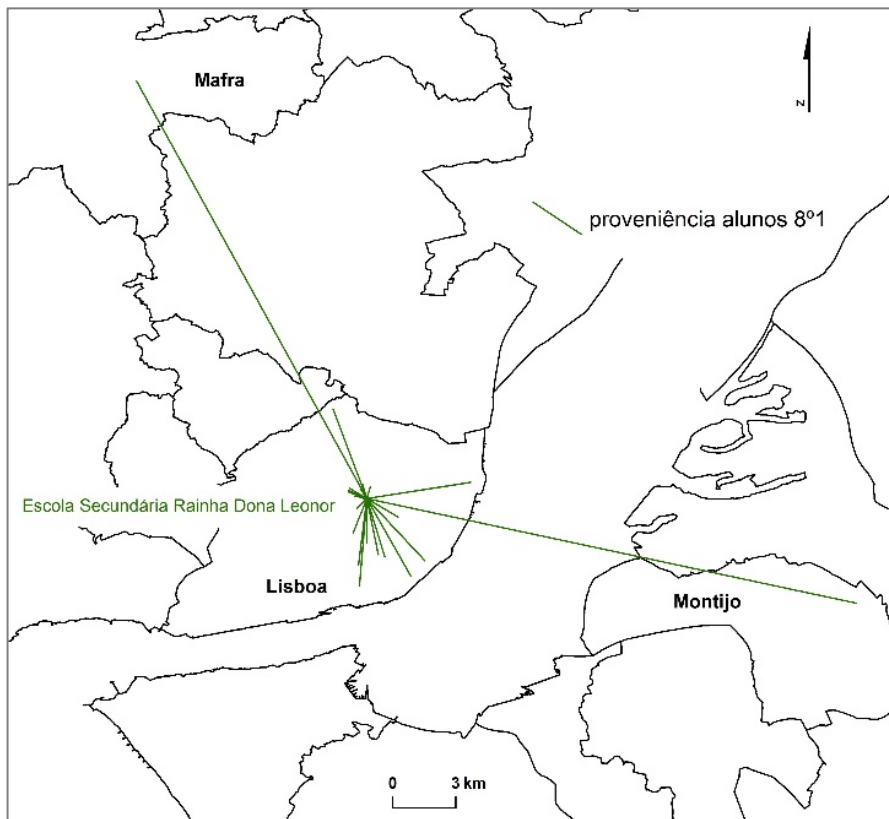 Mafra
N
proveniência alunos 8º1
Escola Secundária Rainha Dona Leonor
Lisboa
Montijo
0 3 km